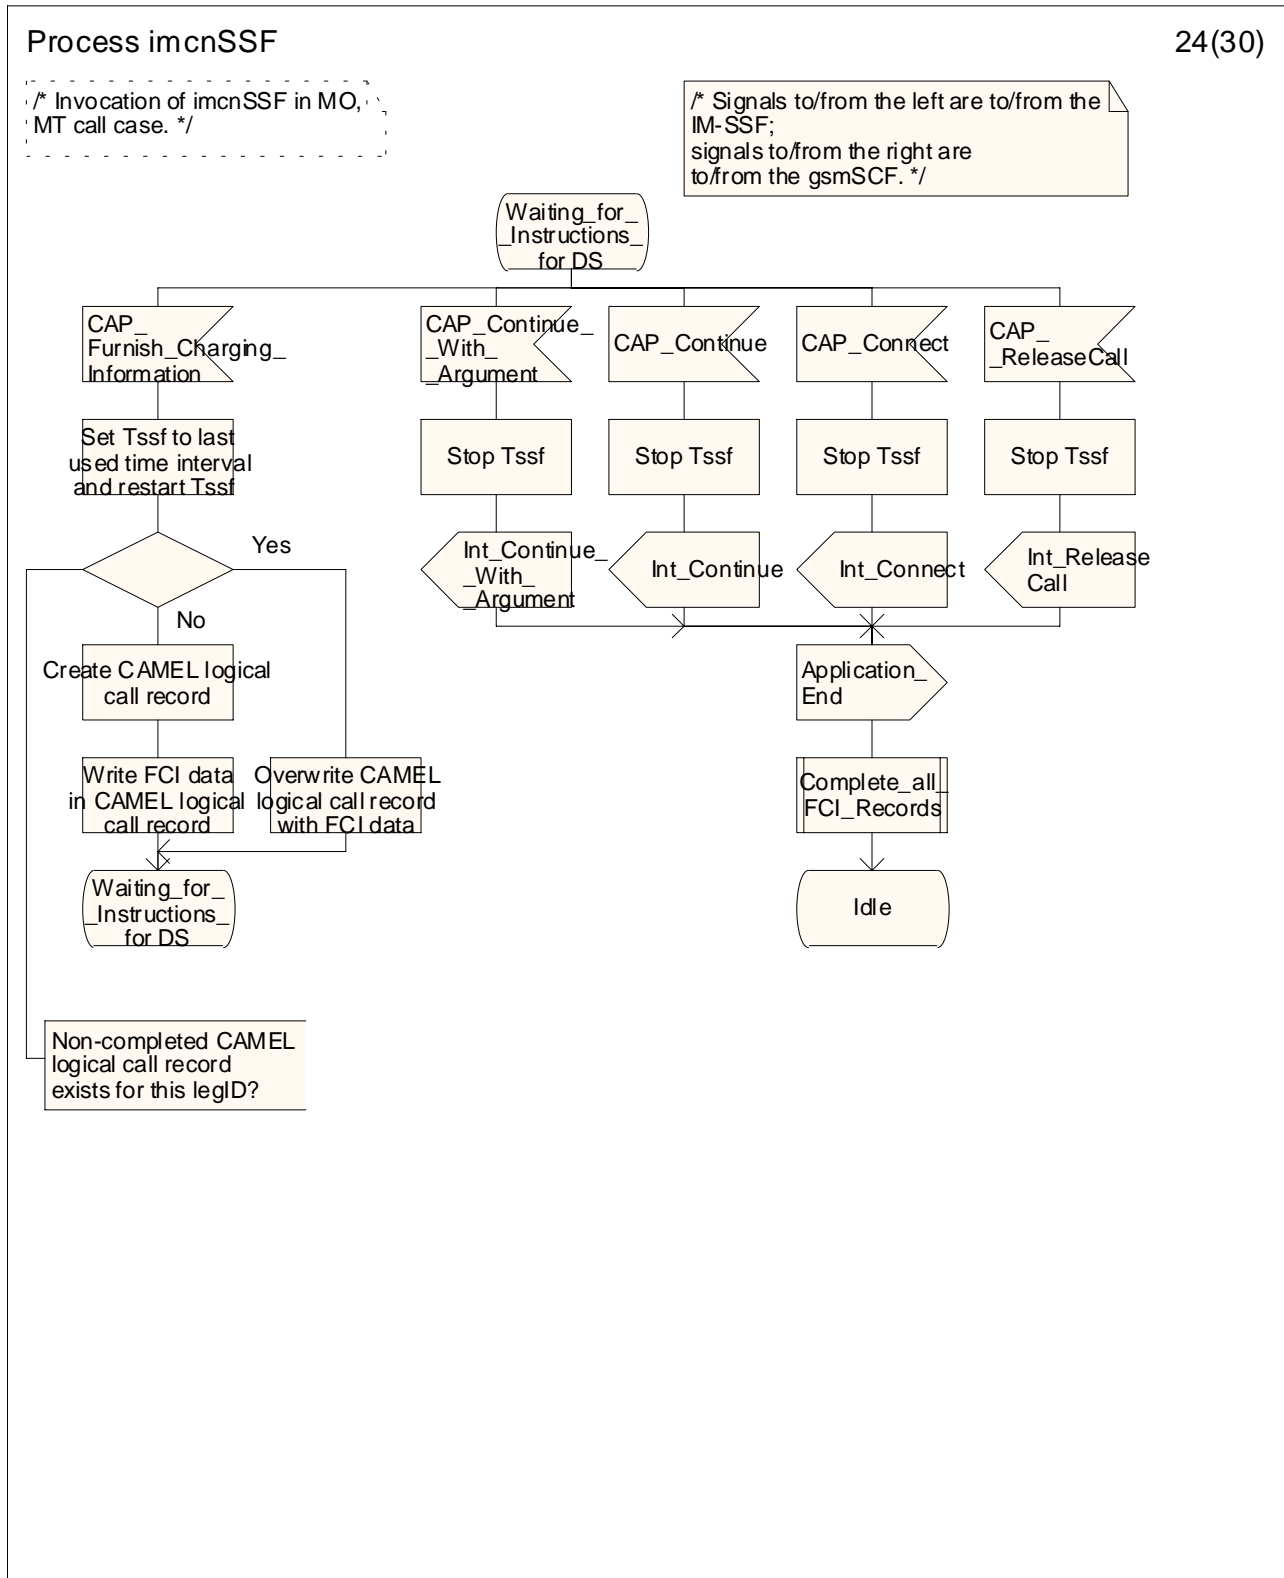 Process imcnSSF
24(30)
/* Invocation of imcnSSF in MO,
MT call case. */
/* Signals to/from the left are to/from the
IM-SSF;
signals to/from the right are
to/from the gsmSCF. */
Waiting_for_
_Instructions_
for DS
CAP_
Furnish_Charging_
Information
CAP_Continue_
_With_
_Argument
CAP_Continue
CAP_Connect
CAP_
_ReleaseCall
Set Tssf to last
used time interval
and restart Tssf
Stop Tssf
Stop Tssf
Stop Tssf
Stop Tssf
Yes
No
Int_Continue_
_With_
_Argument
Int_Continue
Int_Connect
Int_Release
Call
Create CAMEL logical
call record
Application_
End
Write FCI data
in CAMEL logical
call record
Overwrite CAMEL
logical call record
with FCI data
Complete_all_
FCI_Records
Waiting_for_
_Instructions_
for DS
Idle
Non-completed CAMEL
logical call record
exists for this legID?